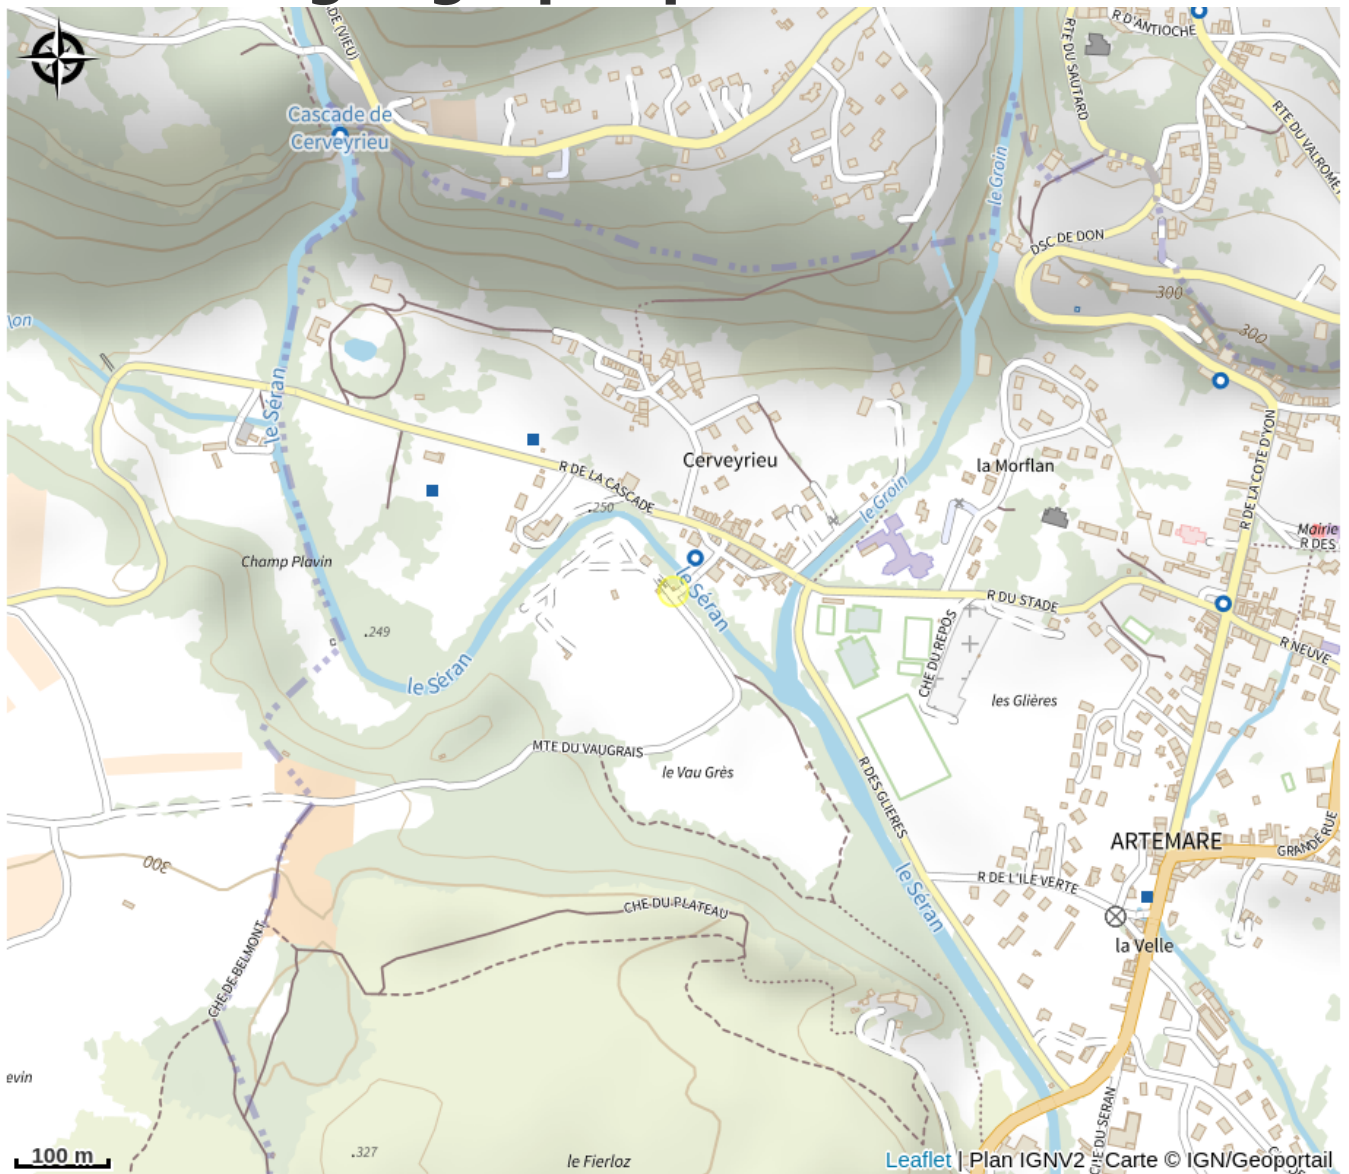 R D'ANTIOCHE
RTE DU SAUTARD
RTE DU VALROMEY
Cascade de
Cerveyrieu
le Groin
DSC DE DON
300
300
le Séran
R DE LA COTE D'YON
R DE LA CASCADE
Cerveyrieu
la Morflan
le Groin
250
Mairie
R DES
Champ Plavin
249
le Séran
R DU STADE
CHE DU REPOS
R NEUVE
le Séran
les Glières
MTE DU VAUGRAIS
le Vau Grès
R DES GLIERES
ARTEMARE
GRANDE RUE
300
le Séran
R DE L'ILE VERTE
CHE DU PLATEAU
CHE DE BELMONT
la Velle
evin
CHE DU SERAN
327
le Fierloz
100 m
Leaflet | Plan IGNV2 - Carte © IGN/Geoportail